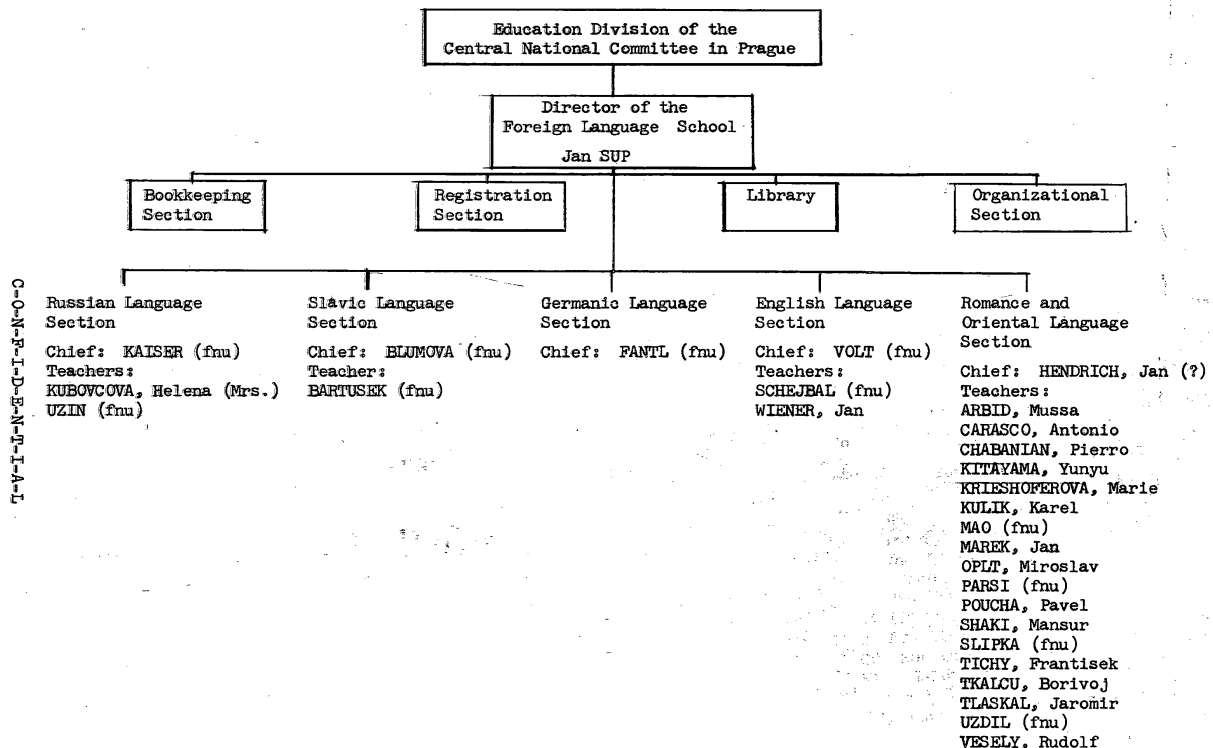 Education Division of the
Central National Committee in Prague
Director of the
Foreign Language School
Jan SUP
Bookkeeping
Section
Registration
Section
Library
Organizational
Section
C-O-N-F-I-D-E-N-T-I-A-L
Russian Language
Section
Chief: KAISER (fnu)
Teachers:
KUBOVCOVA, Helena (Mrs.)
UZIN (fnu)
Slavic Language
Section
Chief: BLUMOVA (fnu)
Teacher:
BARTUSEK (fnu)
Germanic Language
Section
Chief: FANTL (fnu)
English Language
Section
Chief: VOLT (fnu)
Teachers:
SCHEJBAL (fnu)
WIENER, Jan
Romance and
Oriental Language
Section
Chief: HENDRICH, Jan (?)
Teachers:
ARBID, Mussa
CARASCO, Antonio
CHABANIAN, Pierro
KITAYAMA, Yunyu
KRIESHOFEROVA, Marie
KULIK, Karel
MAO (fnu)
MAREK, Jan
OPLT, Miroslav
PARSI (fnu)
POUCHA, Pavel
SHAKI, Mansur
SLIPKA (fnu)
TICHY, Frantisek
TKALCU, Borivoj
TLASKAL, Jaromir
UZDIL (fnu)
VESELY, Rudolf